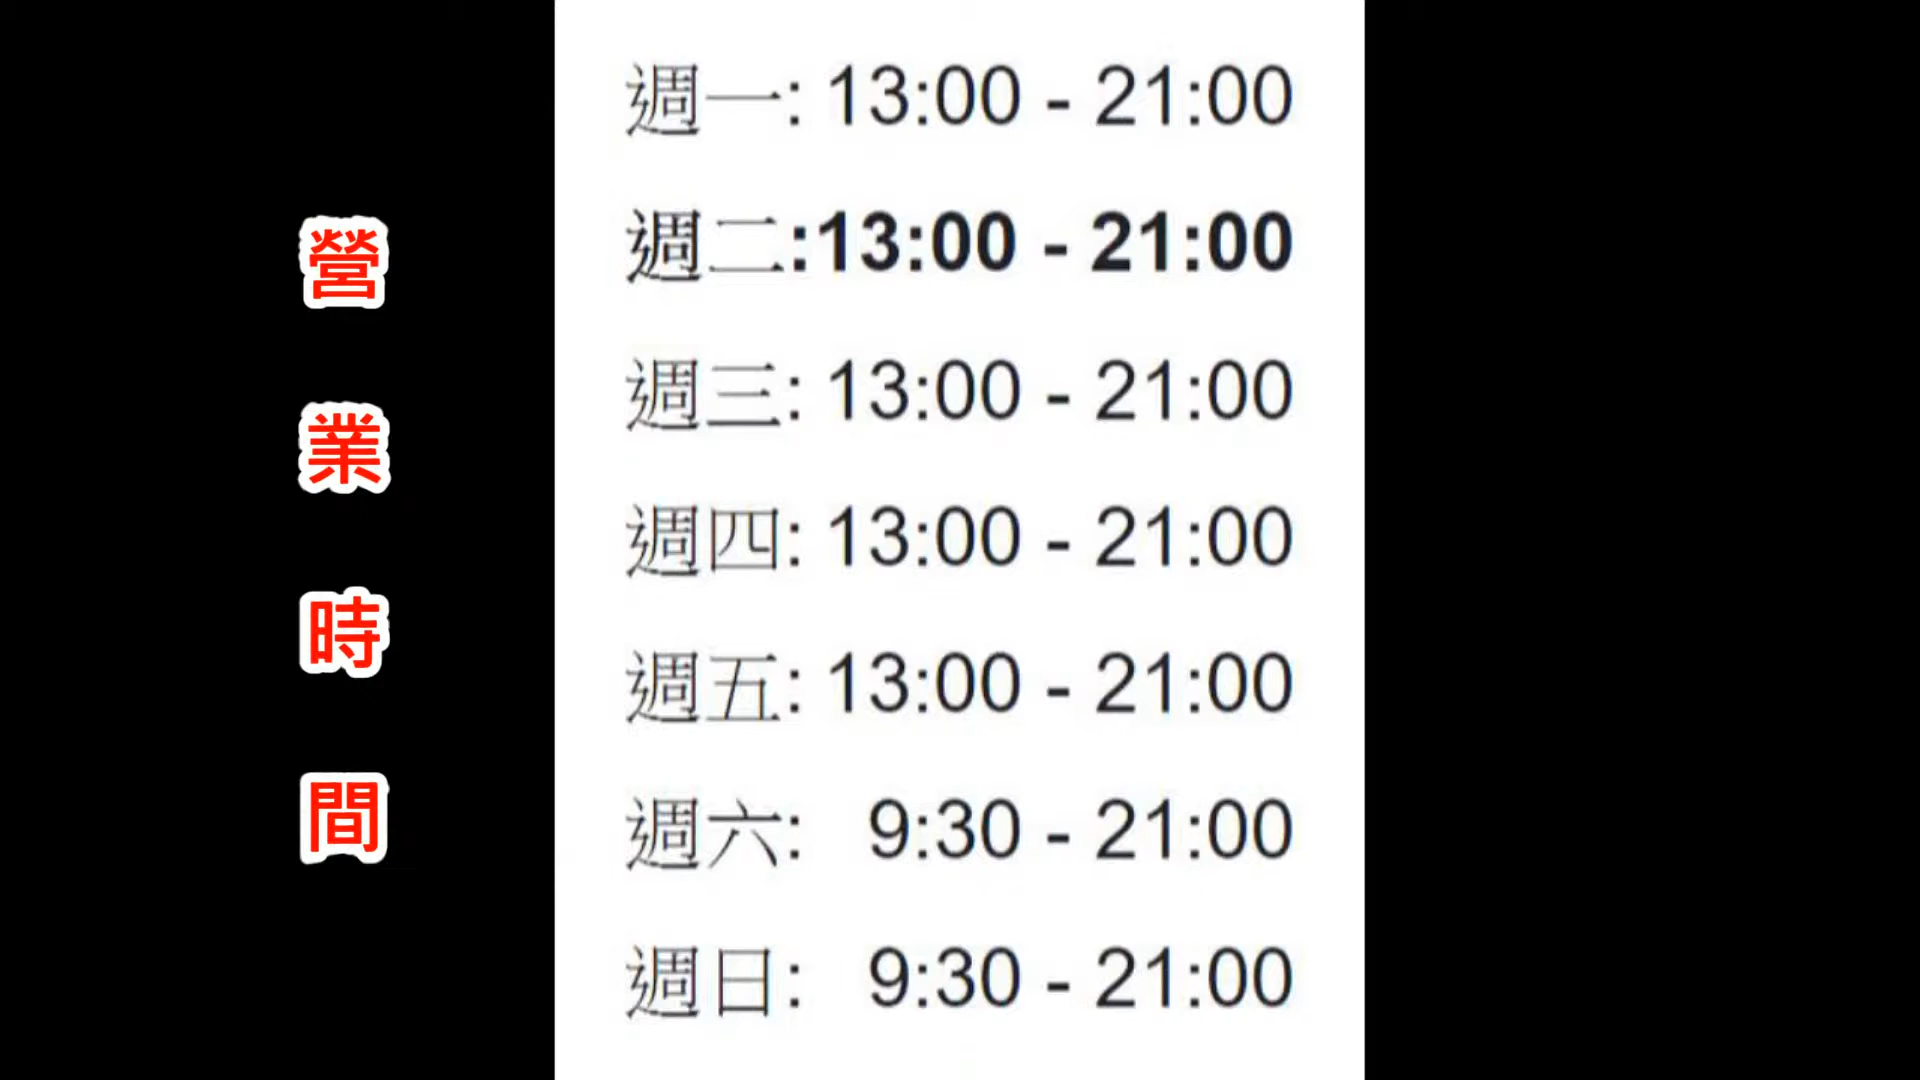 營業時間
週一: 13:00 - 21:00
週二:13:00 - 21:00
週三: 13:00 - 21:00
週四: 13:00 - 21:00
週五: 13:00 - 21:00
週六: 9:30 - 21:00
週日: 9:30 - 21:00